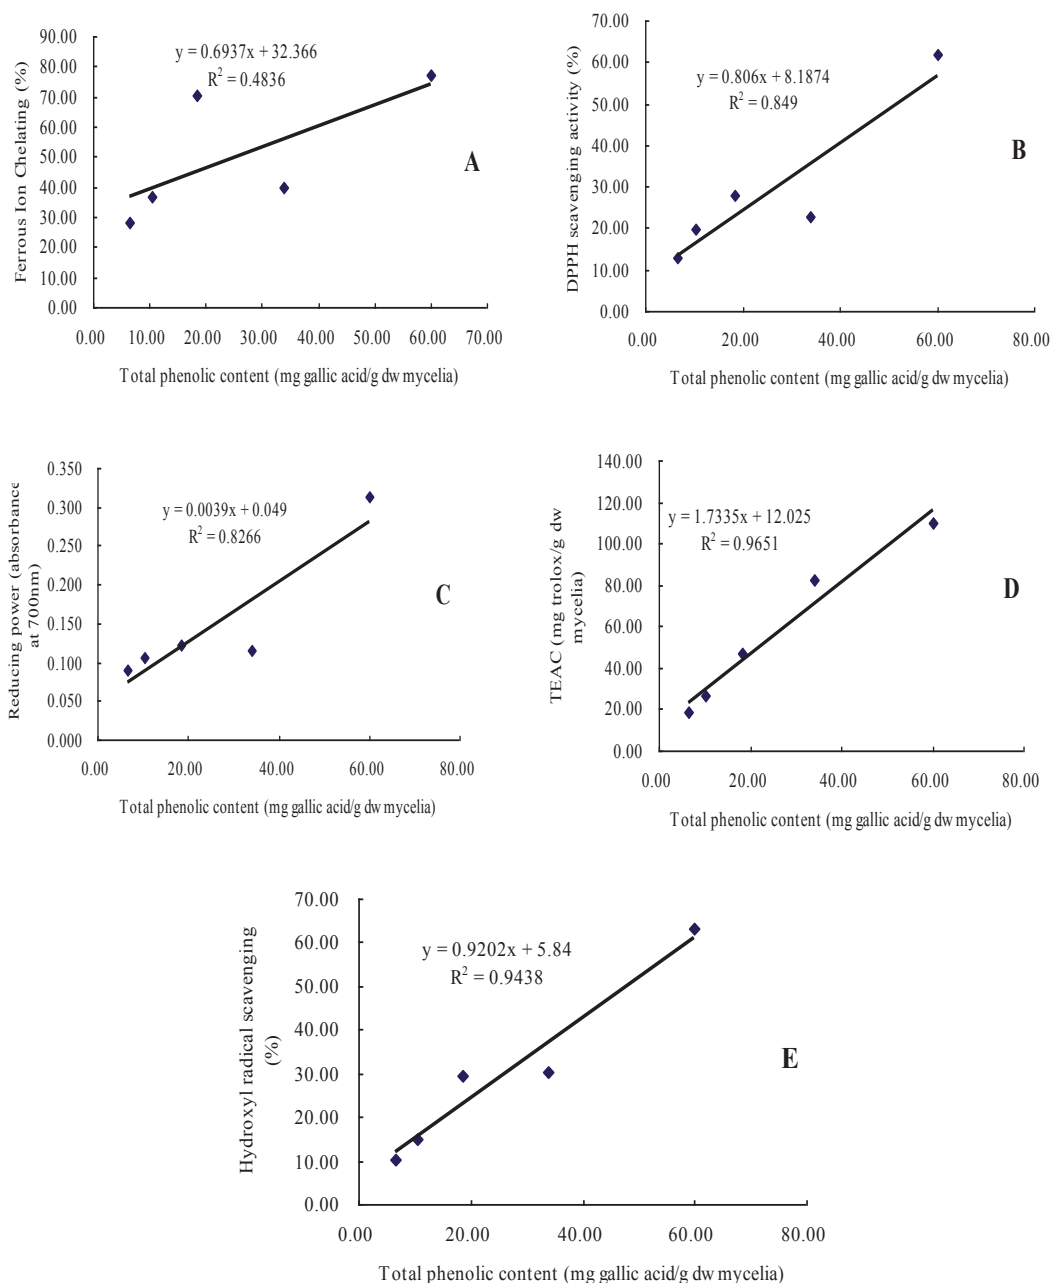 90.00
80.00
70.00
60.00
50.00
40.00
30.00
20.00
10.00
0.00
Ferrous Ion Chelating (%)
y = 0.6937x + 32.366
R² = 0.4836
A
0.00 10.00 20.00 30.00 40.00 50.00 60.00 70.00
Total phenolic content (mg gallic acid/g dw mycelia)
70.00
60.00
50.00
40.00
30.00
20.00
10.00
0.00
DPPH scavenging activity (%)
y = 0.806x + 8.1874
R² = 0.849
B
0.00 20.00 40.00 60.00 80.00
Total phenolic content (mg gallic acid/g dw mycelia)
0.350
0.300
0.250
0.200
0.150
0.100
0.050
0.000
Reducing power (absorbance
at 700nm)
y = 0.0039x + 0.049
R² = 0.8266
C
0.00 20.00 40.00 60.00 80.00
Total phenolic content (mg gallic acid/g dw mycelia)
140.00
120.00
100.00
80.00
60.00
40.00
20.00
0.00
TEAC (mg trolox/g dw
mycelia)
y = 1.7335x + 12.025
R² = 0.9651
D
0.00 20.00 40.00 60.00 80.00
Total phenolic content (mg gallic acid/g dw mycelia)
70.00
60.00
50.00
40.00
30.00
20.00
10.00
0.00
Hydroxyl radical scavenging
(%)
y = 0.9202x + 5.84
R² = 0.9438
E
0.00 20.00 40.00 60.00 80.00
Total phenolic content (mg gallic acid/g dw mycelia)